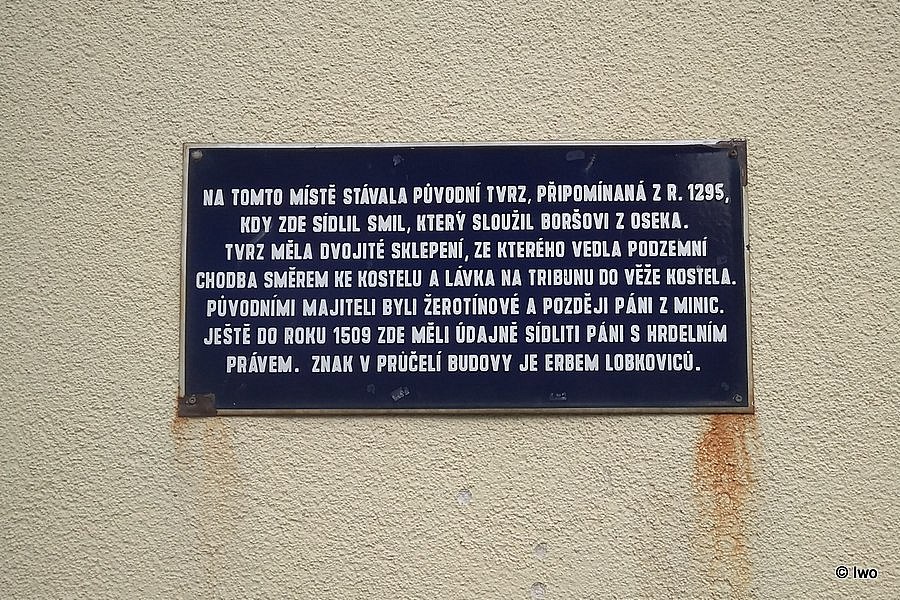 NA TOMTO MÍSTĚ STÁVALA PŮVODNÍ TVRZ, PŘIPOMÍNANÁ Z R. 1295,
KDY ZDE SÍDLIL SMIL, KTERÝ SLOUŽIL BORŠOVI Z OSEKA.
TVRZ MĚLA DVOJITÉ SKLEPENÍ, ZE KTERÉHO VEDLA PODZEMNÍ
CHODBA SMĚREM KE KOSTELU A LÁVKA NA TRIBUNU DO VĚŽE KOSTELA.
PŮVODNÍMI MAJITELI BYLI ŽEROTÍNOVÉ A POZDĚJI PÁNI Z MINIC.
JEŠTĚ DO ROKU 1509 ZDE MĚLI ÚDAJNĚ SÍDLITI PÁNI S HRDELNÍM
PRÁVEM. ZNAK V PRŮČELÍ BUDOVY JE ERBEM LOBKOVICŮ.
© Iwo